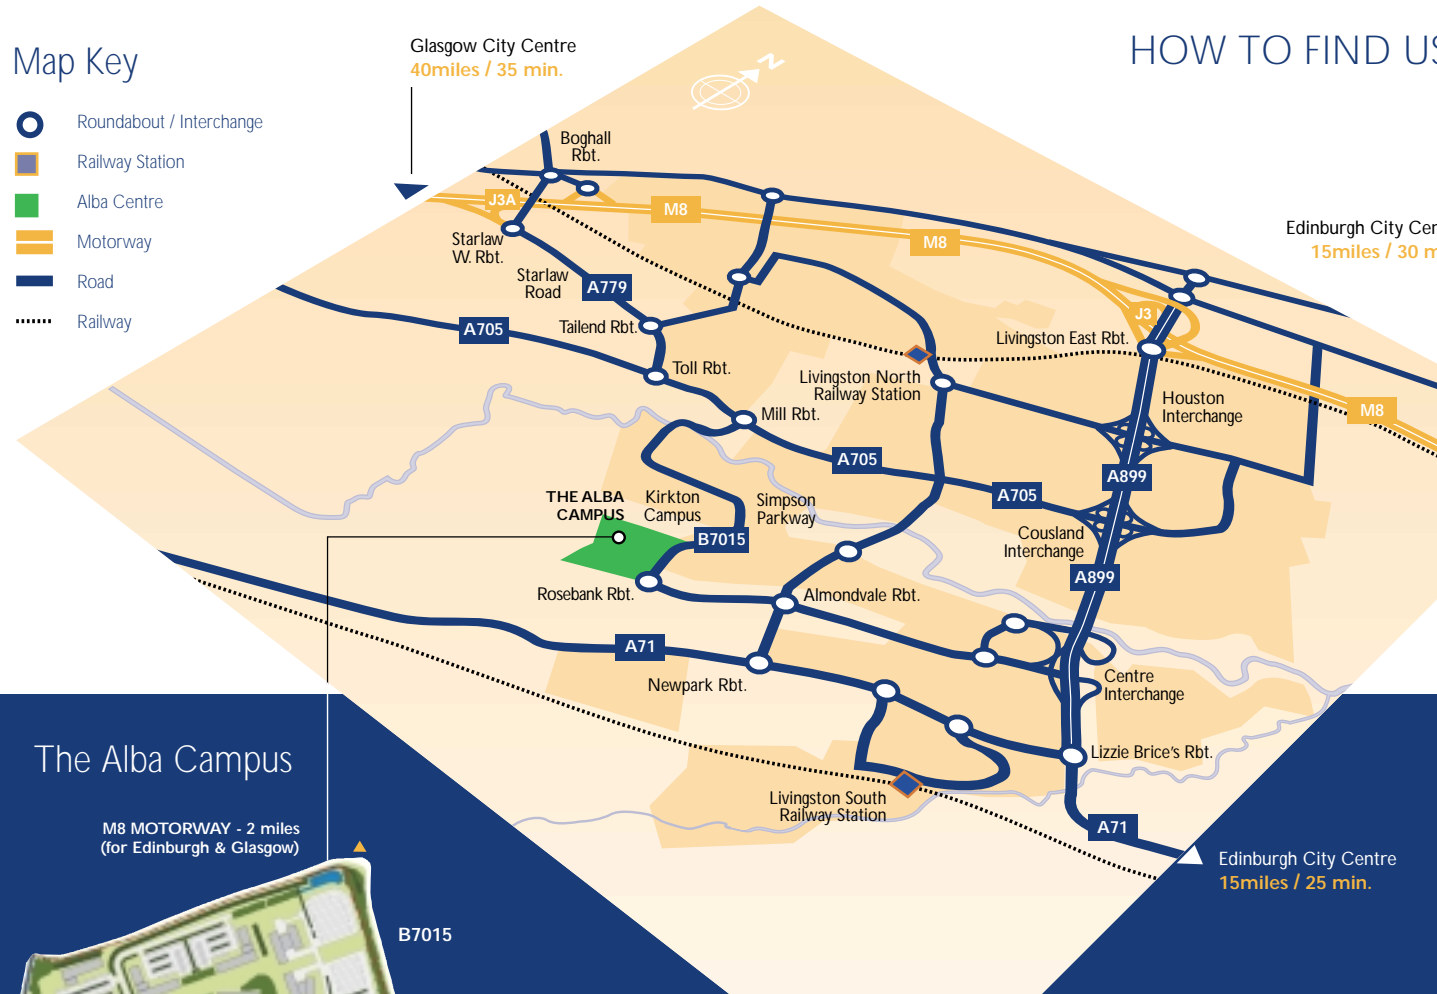 HOW TO FIND US
Map Key
Roundabout / Interchange
Railway Station
Alba Centre
Motorway
Road
Railway
Glasgow City Centre
40miles / 35 min.
N
Boghall
Rbt.
J3A
M8
M8
Starlaw
W. Rbt.
Starlaw
Road
A779
Edinburgh City Cen
15miles / 30 m
A705
Tailend Rbt.
J3
Livingston East Rbt.
Toll Rbt.
Livingston North
Railway Station
Houston
Interchange
M8
Mill Rbt.
A705
A899
A705
THE ALBA
CAMPUS
Kirkton
Campus
Simpson
Parkway
B7015
Cousland
Interchange
A899
Rosebank Rbt.
Almondvale Rbt.
A71
Newpark Rbt.
Centre
Interchange
Lizzie Brice's Rbt.
Livingston South
Railway Station
A71
Edinburgh City Centre
15miles / 25 min.
The Alba Campus
M8 MOTORWAY - 2 miles
(for Edinburgh & Glasgow)
B7015